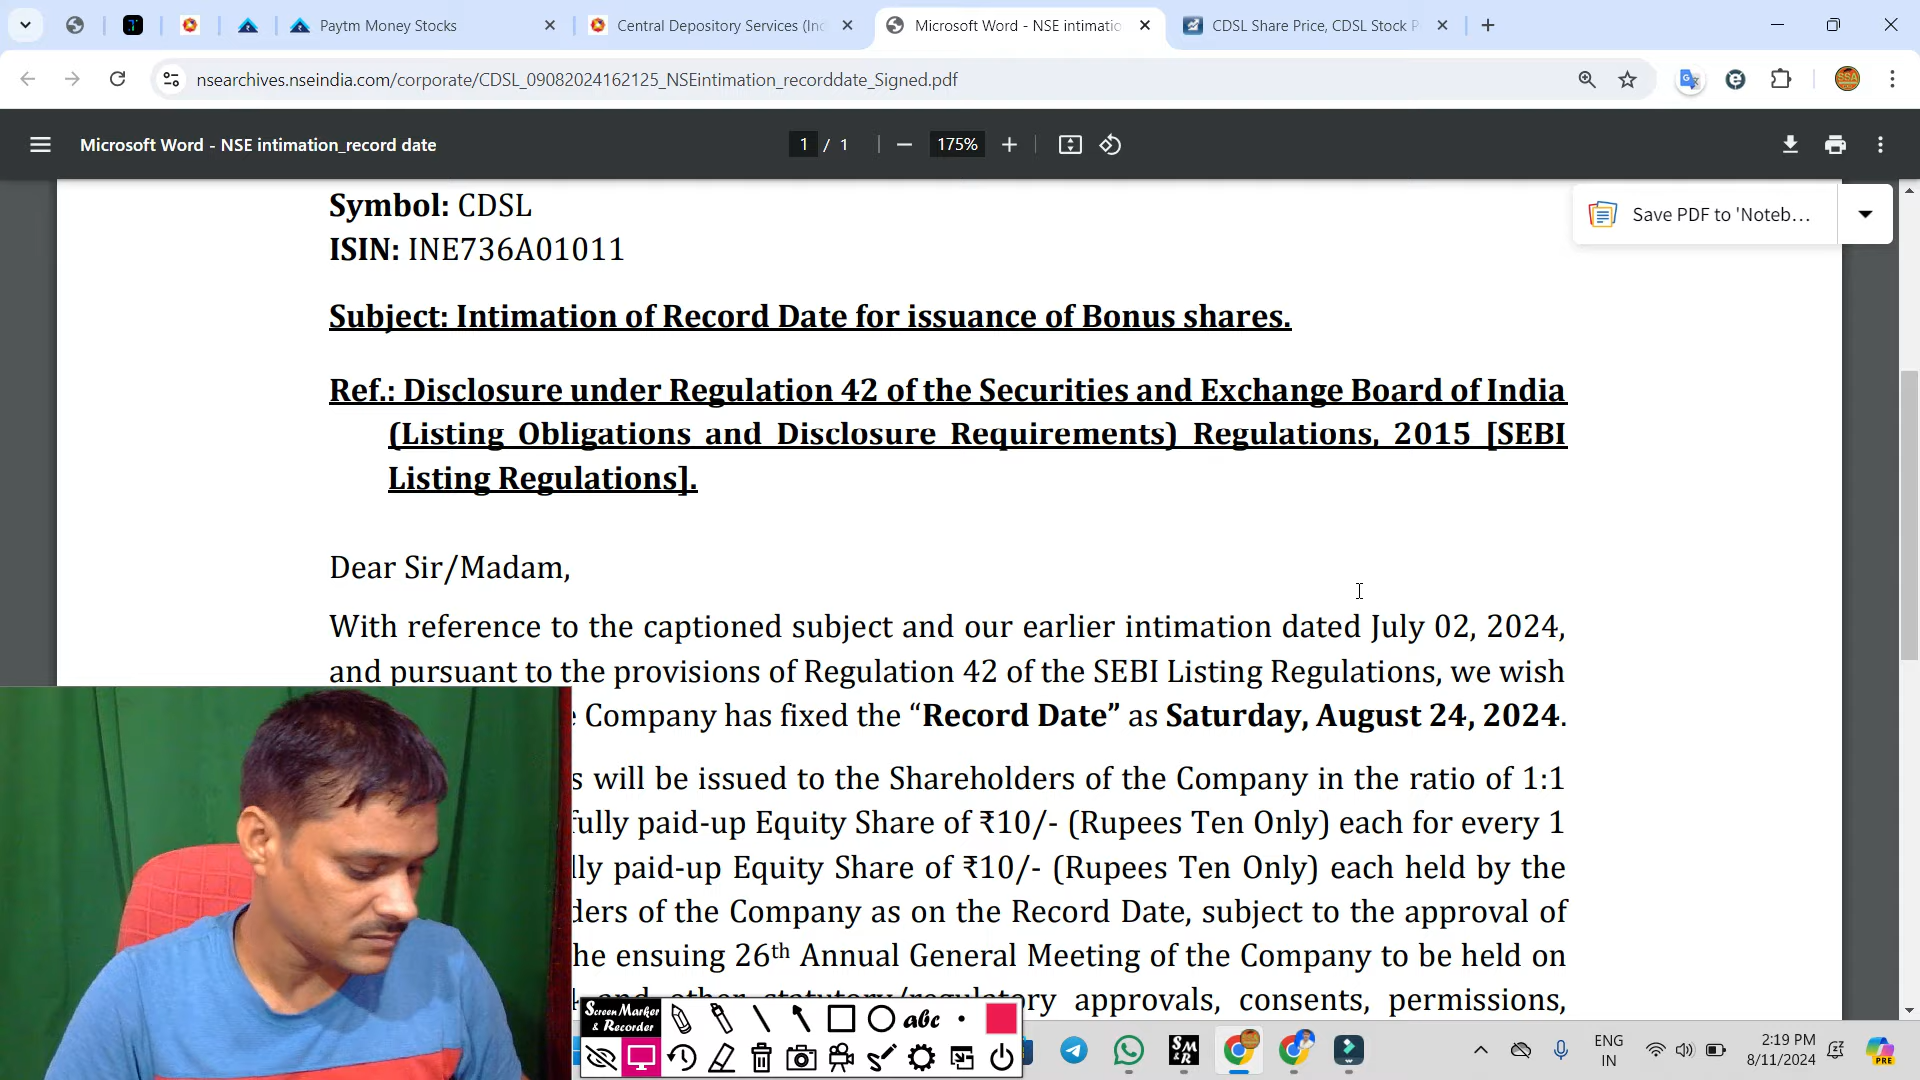 Paytm Money Stocks
Central Depository Services (Inc
Microsoft Word - NSE intimatio
CDSL Share Price, CDSL Stock P
nsearchives.nseindia.com/corporate/CDSL_09082024162125_NSEintimation_recorddate_Signed.pdf
Microsoft Word - NSE intimation_record date
1 / 1
175%
Save PDF to 'Noteb...
Symbol: CDSL
ISIN: INE736A01011
Subject: Intimation of Record Date for issuance of Bonus shares.
Ref.: Disclosure under Regulation 42 of the Securities and Exchange Board of India
(Listing Obligations and Disclosure Requirements) Regulations, 2015 [SEBI
Listing Regulations].
Dear Sir/Madam,
With reference to the captioned subject and our earlier intimation dated July 02, 2024,
and pursuant to the provisions of Regulation 42 of the SEBI Listing Regulations, we wish
Company has fixed the “Record Date” as Saturday, August 24, 2024.
will be issued to the Shareholders of the Company in the ratio of 1:1
fully paid-up Equity Share of ₹10/- (Rupees Ten Only) each for every 1
paid-up Equity Share of ₹10/- (Rupees Ten Only) each held by the
of the Company as on the Record Date, subject to the approval of
ensuing 26th Annual General Meeting of the Company to be held on
and other statutory/regulatory approvals, consents, permissions,
Screen Marker
& Recorder
abc
SM
&R
ENG
IN
2:19 PM
8/11/2024
PRE
SSA